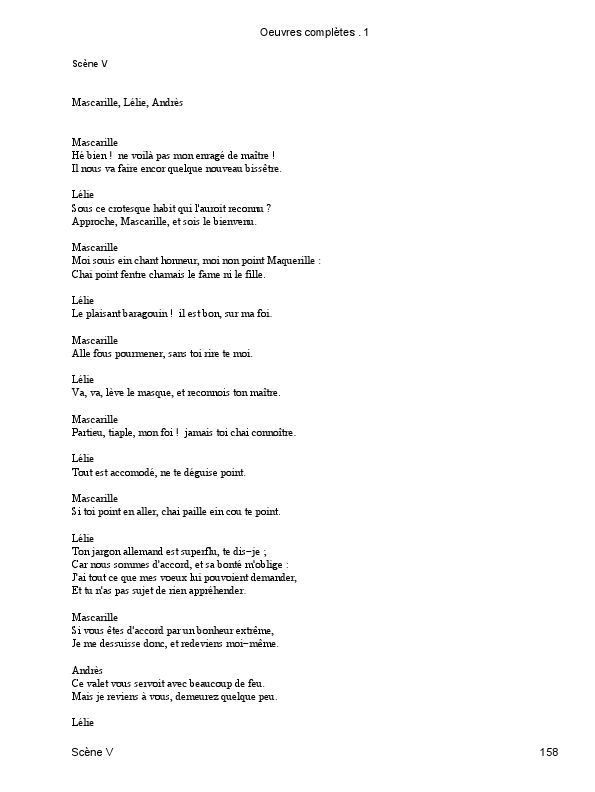 Oeuvres complètes . 1
Scène V
Mascarille, Lélie, Andrès
Mascarille
Hé bien ! ne voilà pas mon enragé de maître !
Il nous va faire encor quelque nouveau bissêtre.
Lélie
Sous ce crotesque habit qui l'auroit reconnu ?
Approche, Mascarille, et sois le bienvenu.
Mascarille
Moi souis ein chant honneur, moi non point Maquerille :
Chai point fentre chamais le fame ni le fille.
Lélie
Le plaisant baragouin ! il est bon, sur ma foi.
Mascarille
Alle fous pourmener, sans toi rire te moi.
Lélie
Va, va, lève le masque, et reconnois ton maître.
Mascarille
Partieu, tiaple, mon foi ! jamais toi chai connoître.
Lélie
Tout est accomodé, ne te déguise point.
Mascarille
Si toi point en aller, chai paille ein cou te point.
Lélie
Ton jargon allemand est superflu, te dis-je ;
Car nous sommes d'accord, et sa bonté m'oblige :
J'ai tout ce que mes voeux lui pouvoient demander,
Et tu n'as pas sujet de rien appréhender.
Mascarille
Si vous êtes d'accord par un bonheur extrême,
Je me dessuisse donc, et redeviens moi-même.
Andrès
Ce valet vous servoit avec beaucoup de feu.
Mais je reviens à vous, demeurez quelque peu.
Lélie
Scène V 158